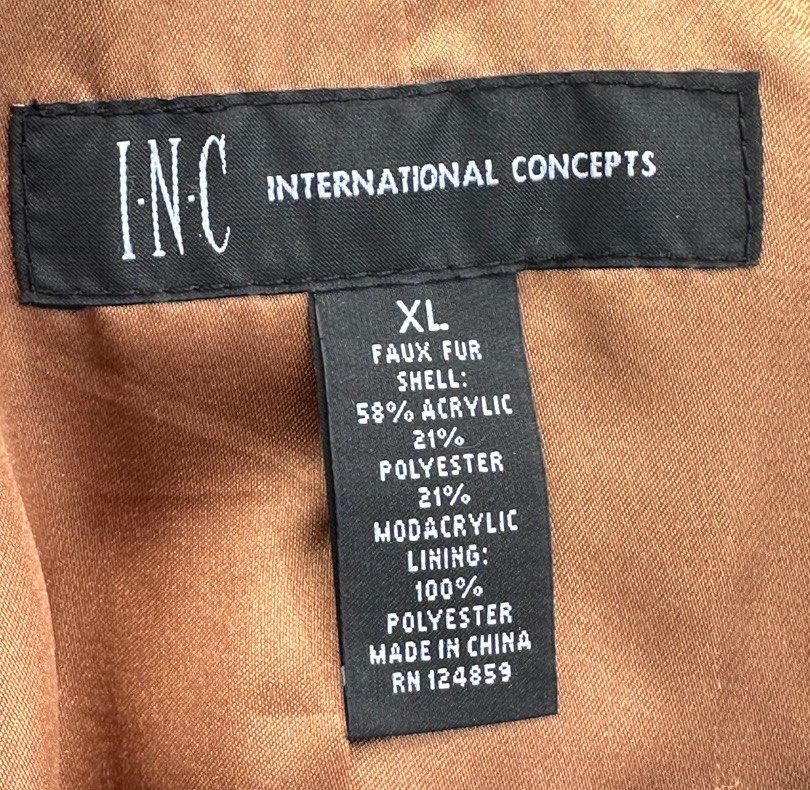 I·N·C INTERNATIONAL CONCEPTS
XL
FAUX FUR
SHELL:
58% ACRYLIC
21%
POLYESTER
21%
MODACRYLIC
LINING:
100%
POLYESTER
MADE IN CHINA
RN 124859